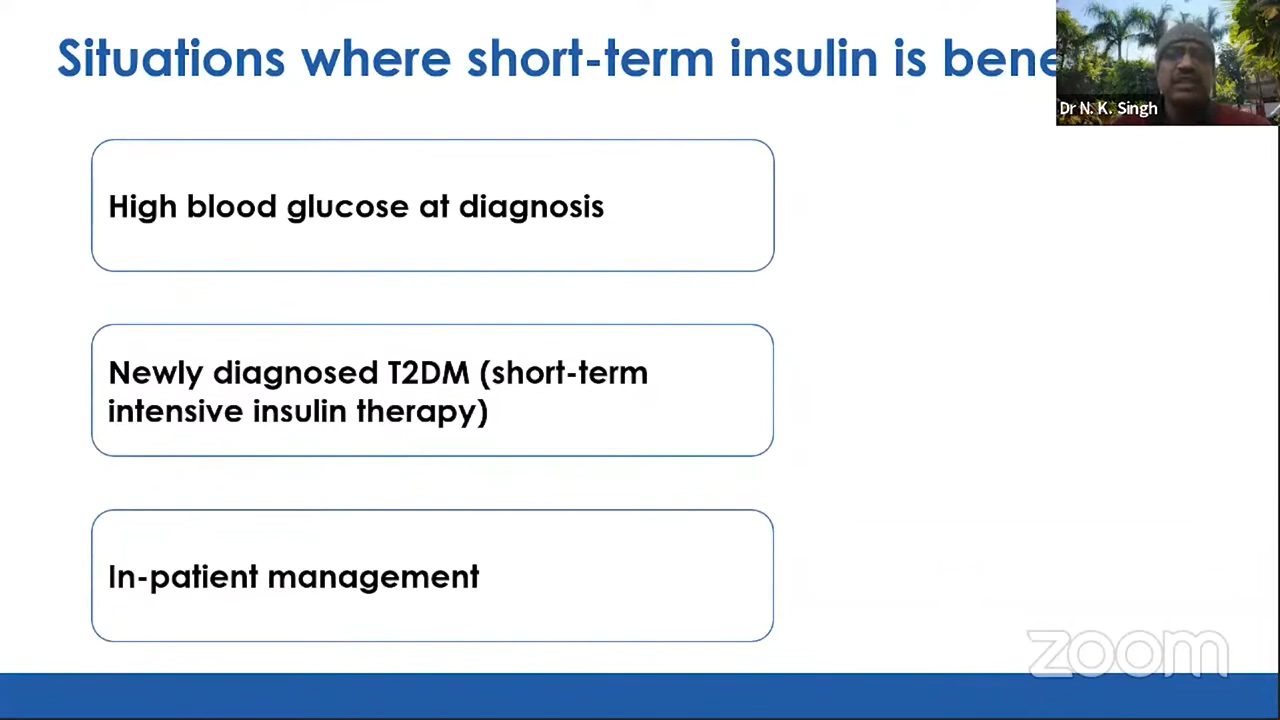 Situations where short-term insulin is bene
Dr N. K. Singh
High blood glucose at diagnosis
Newly diagnosed T2DM (short-term
intensive insulin therapy)
In-patient management
zoom